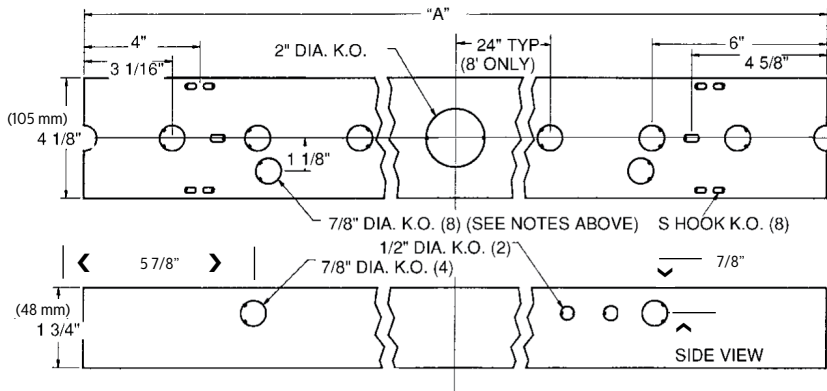 "A"
4"
2" DIA. K.O.
24" TYP
(8' ONLY)
6"
3 1/16"
4 5/8"
(105 mm)
4 1/8"
1 1/8"
7/8" DIA. K.O. (8) (SEE NOTES ABOVE)
S HOOK K.O. (8)
1/2" DIA. K.O. (2)
5 7/8"
7/8" DIA. K.O. (4)
7/8"
(48 mm)
1 3/4"
SIDE VIEW